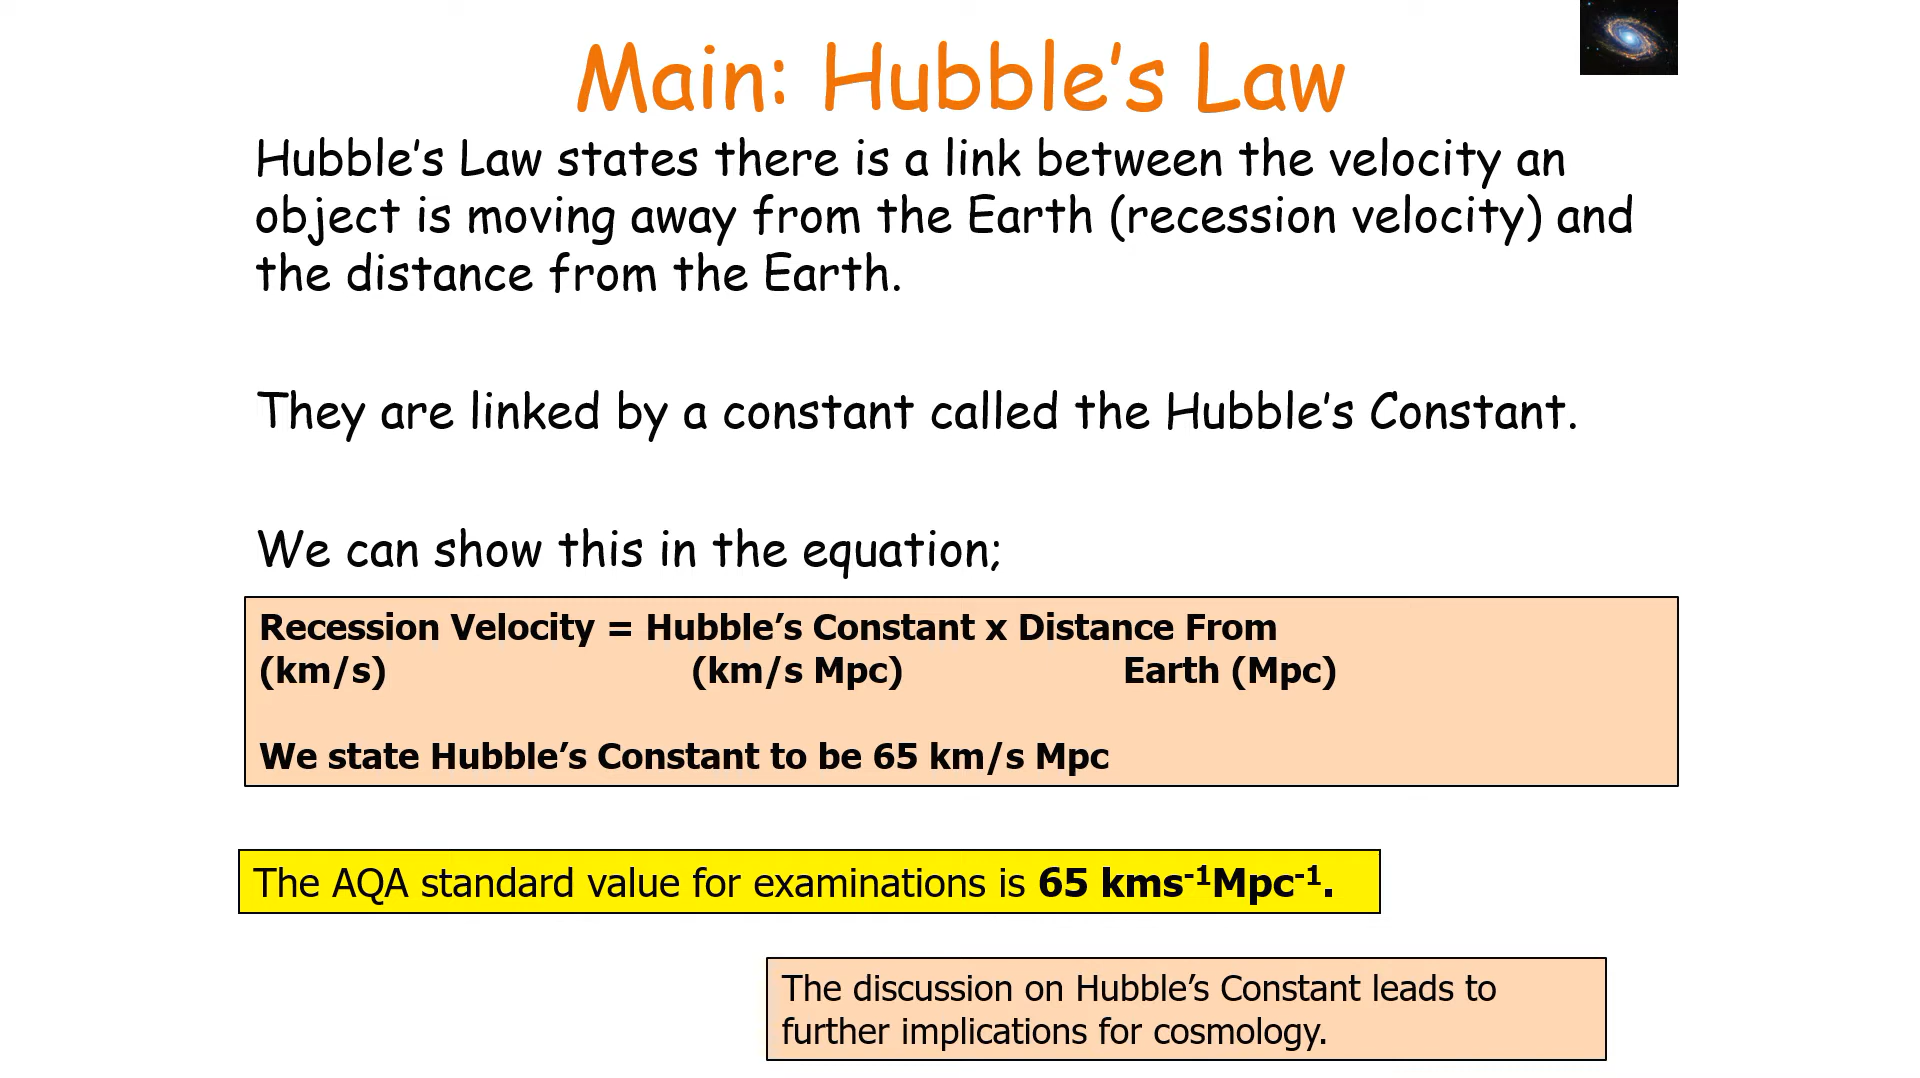 Main: Hubble’s Law
Hubble’s Law states there is a link between the velocity an
object is moving away from the Earth (recession velocity) and
the distance from the Earth.
They are linked by a constant called the Hubble’s Constant.
We can show this in the equation;
Recession Velocity = Hubble’s Constant x Distance From
(km/s) (km/s Mpc) Earth (Mpc)
We state Hubble’s Constant to be 65 km/s Mpc
The AQA standard value for examinations is 65 kms⁻¹Mpc⁻¹.
The discussion on Hubble’s Constant leads to
further implications for cosmology.